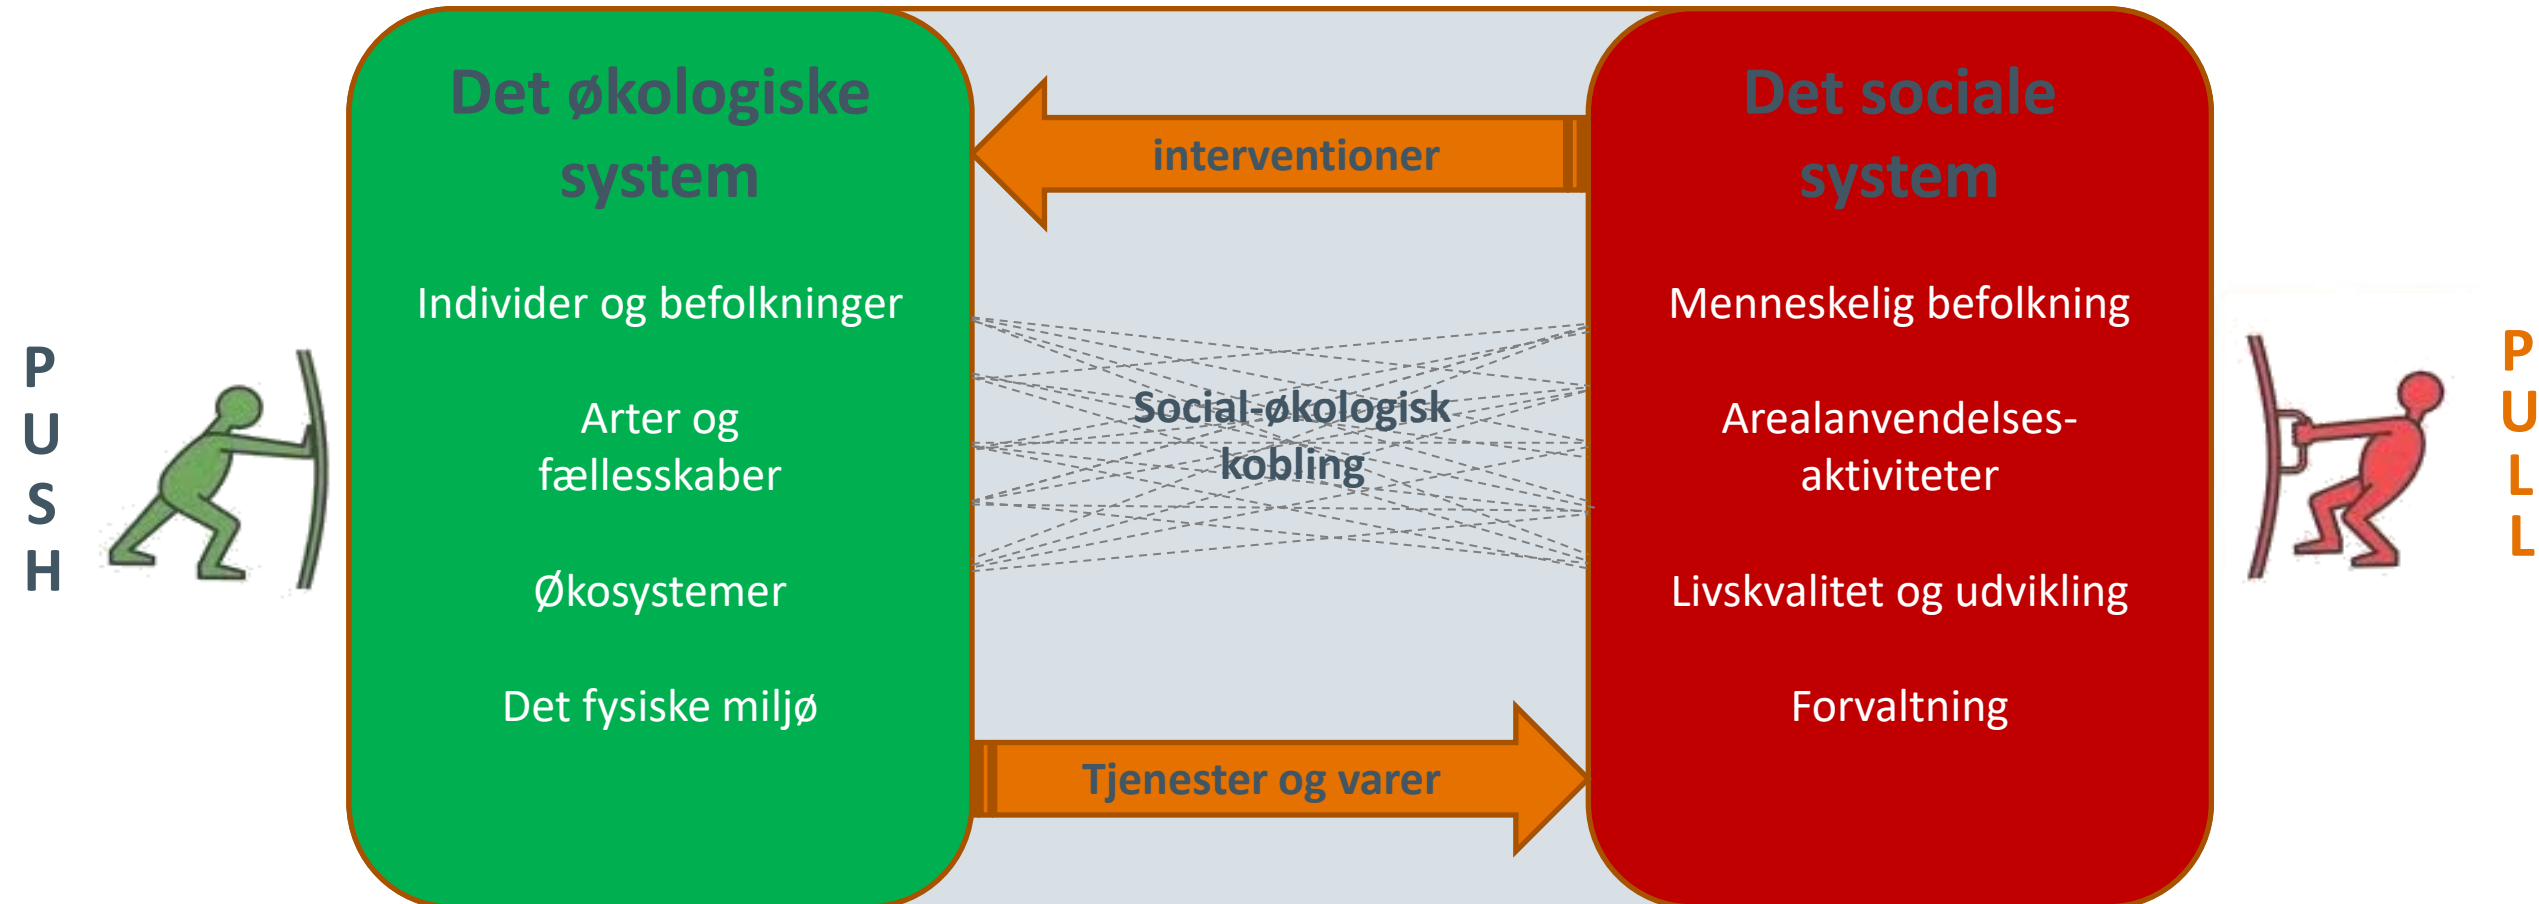 P
U
S
H
Det økologiske
system
Individer og befolkninger
Arter og
fællesskaber
Økosystemer
Det fysiske miljø
interventioner
Social-økologisk
kobling
Tjenester og varer
Det sociale
system
Menneskelig befolkning
Arealanvendelses-
aktiviteter
Livskvalitet og udvikling
Forvaltning
P
U
L
L